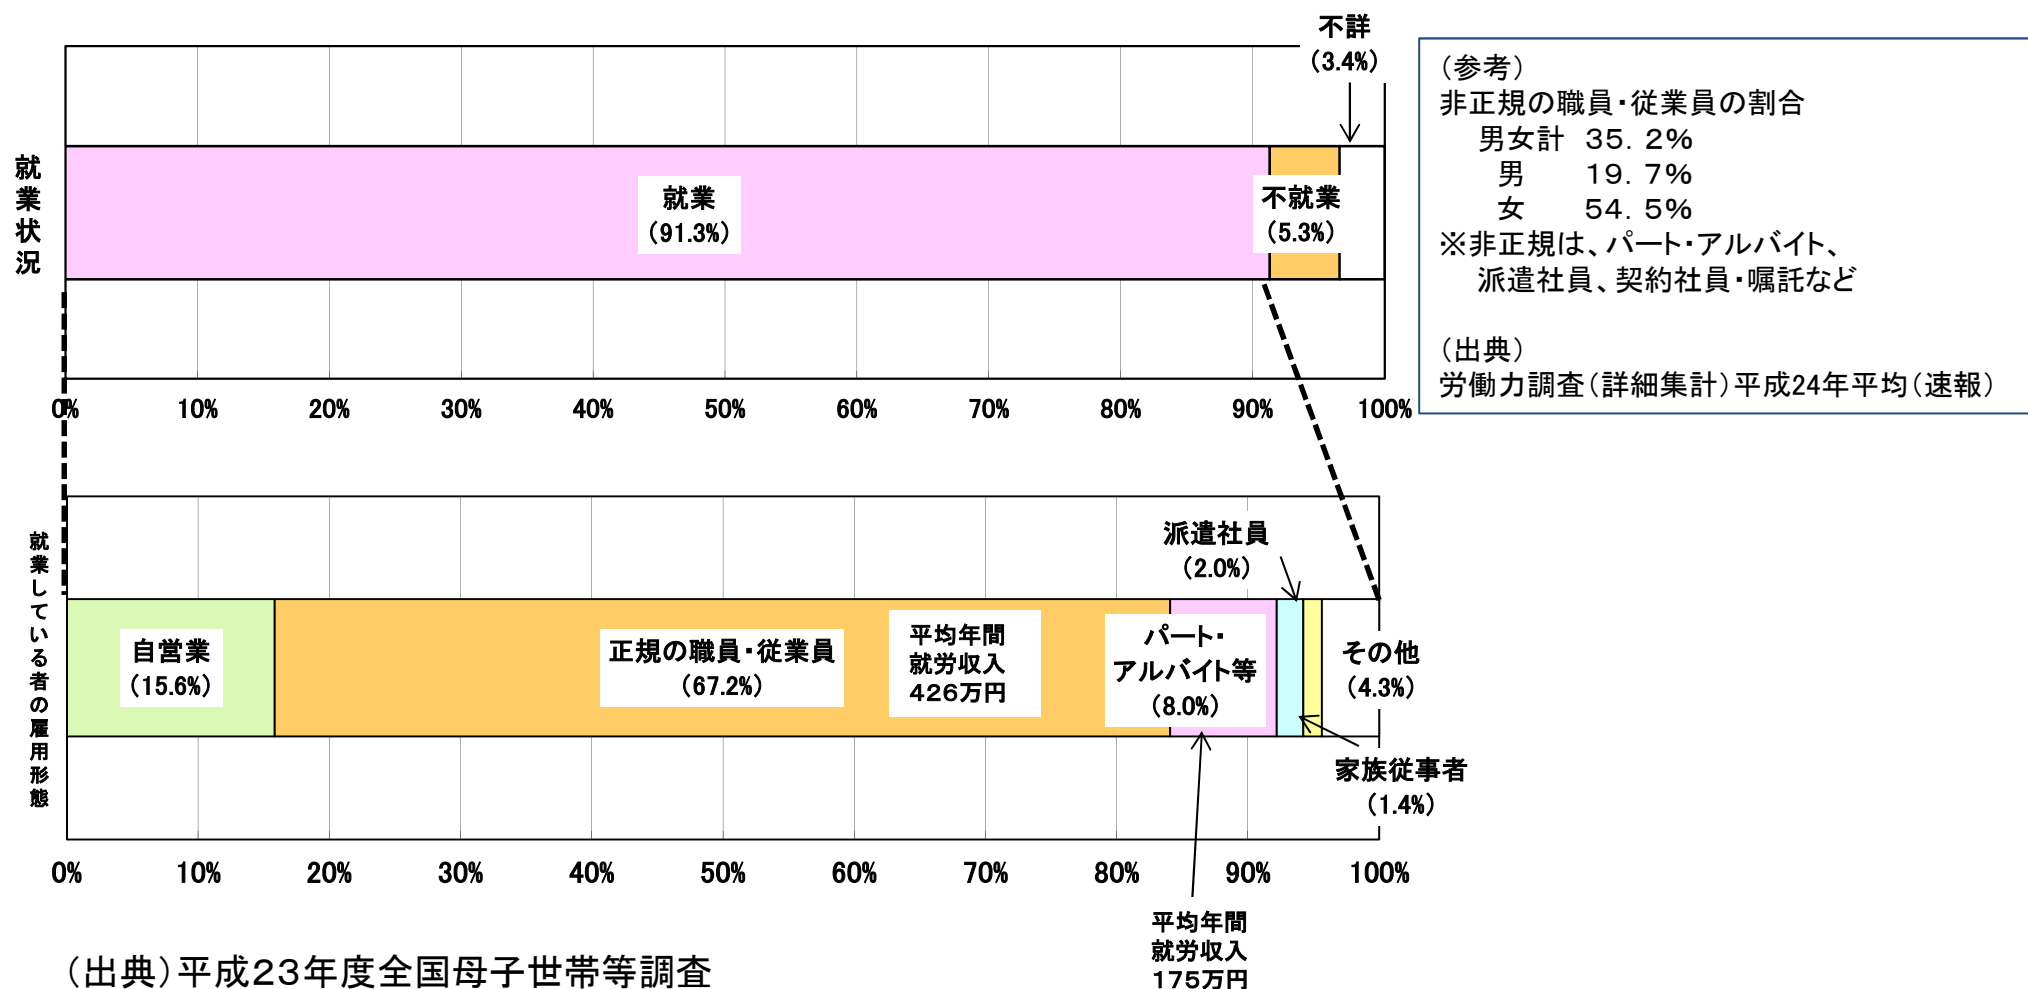 不詳
（3.4%）
就業状況
就業
（91.3%）
不就業
（5.3%）
0%
10%
20%
30%
40%
50%
60%
70%
80%
90%
100%
（参考）
非正規の職員・従業員の割合
男女計　３５．２％
男　　１９．７％
女　　５４．５％
※非正規は、パート・アルバイト、
派遣社員、契約社員・嘱託など
（出典）
労働力調査（詳細集計）平成24年平均（速報）
就業している者の雇用形態
自営業
（15.6%）
正規の職員・従業員
（67.2%）
平均年間
就労収入
４２６万円
パート・
アルバイト等
（8.0%）
派遣社員
（2.0%）
その他
（4.3%）
家族従事者
（1.4%）
0%
10%
20%
30%
40%
50%
60%
70%
80%
90%
100%
平均年間
就労収入
１７５万円
（出典）平成２３年度全国母子世帯等調査